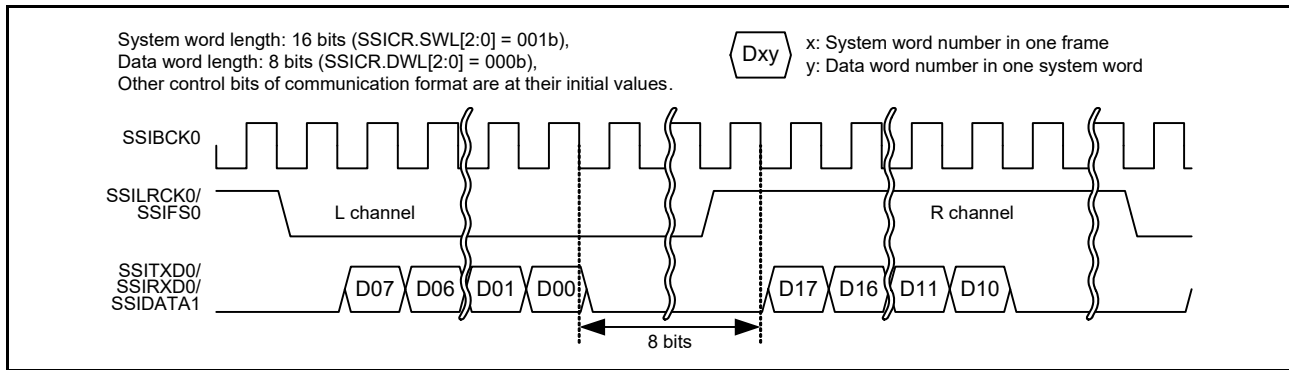 System word length: 16 bits (SSICR.SWL[2:0] = 001b),
Data word length: 8 bits (SSICR.DWL[2:0] = 000b),
Other control bits of communication format are at their initial values.
Dxy
x: System word number in one frame
y: Data word number in one system word
SSIBCK0
SSILRCK0/
SSIFS0
L channel
R channel
SSITXD0/
SSIRXD0/
SSIDATA1
D07 D06 D01 D00 D17 D16 D11 D10
8 bits